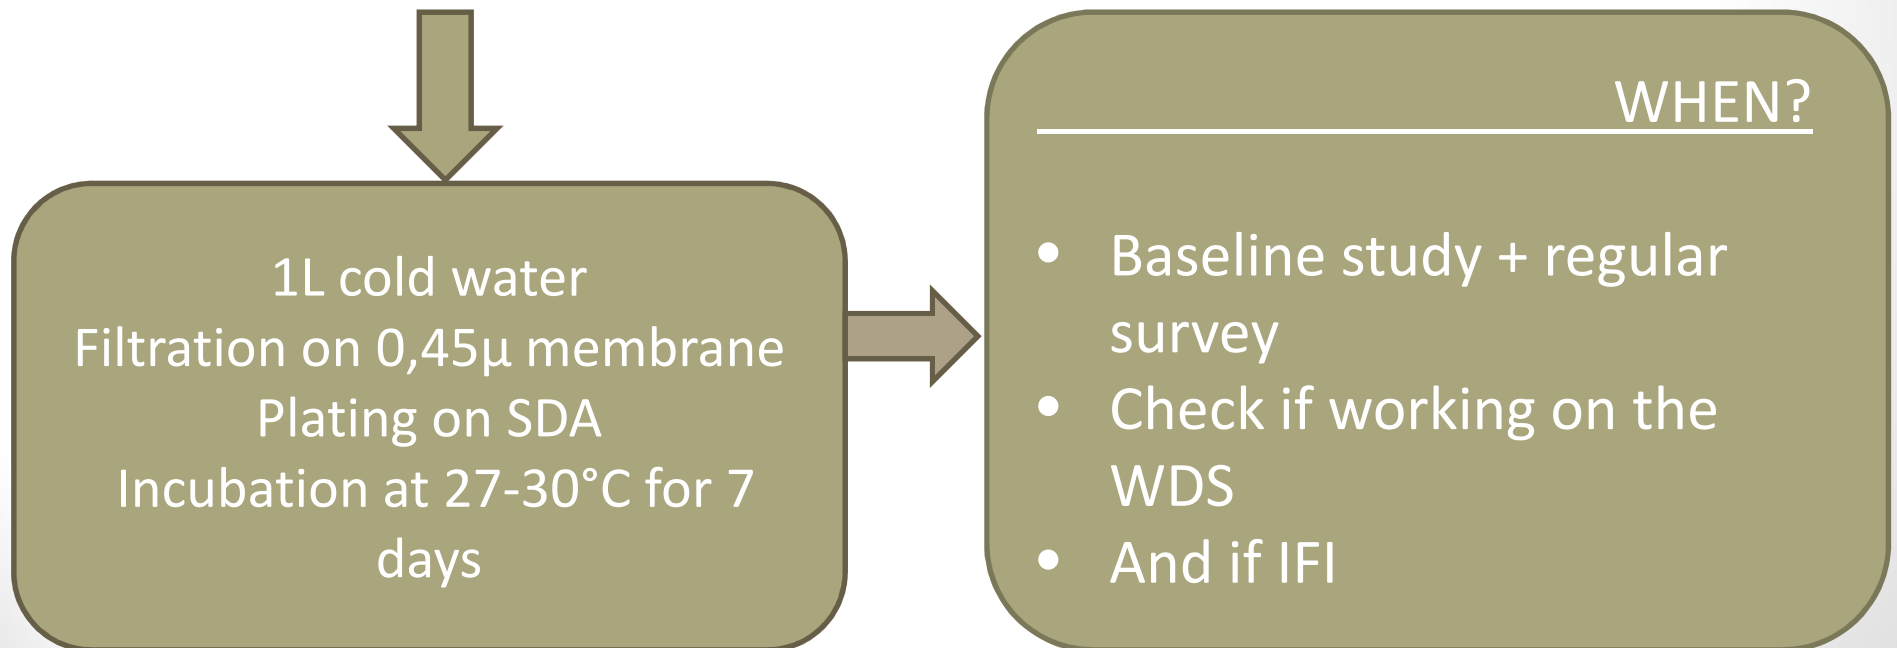 1L cold water
Filtration on 0,45µ membrane
Plating on SDA
Incubation at 27-30°C for 7
days
WHEN?
• Baseline study + regular
survey
• Check if working on the
WDS
• And if IFI